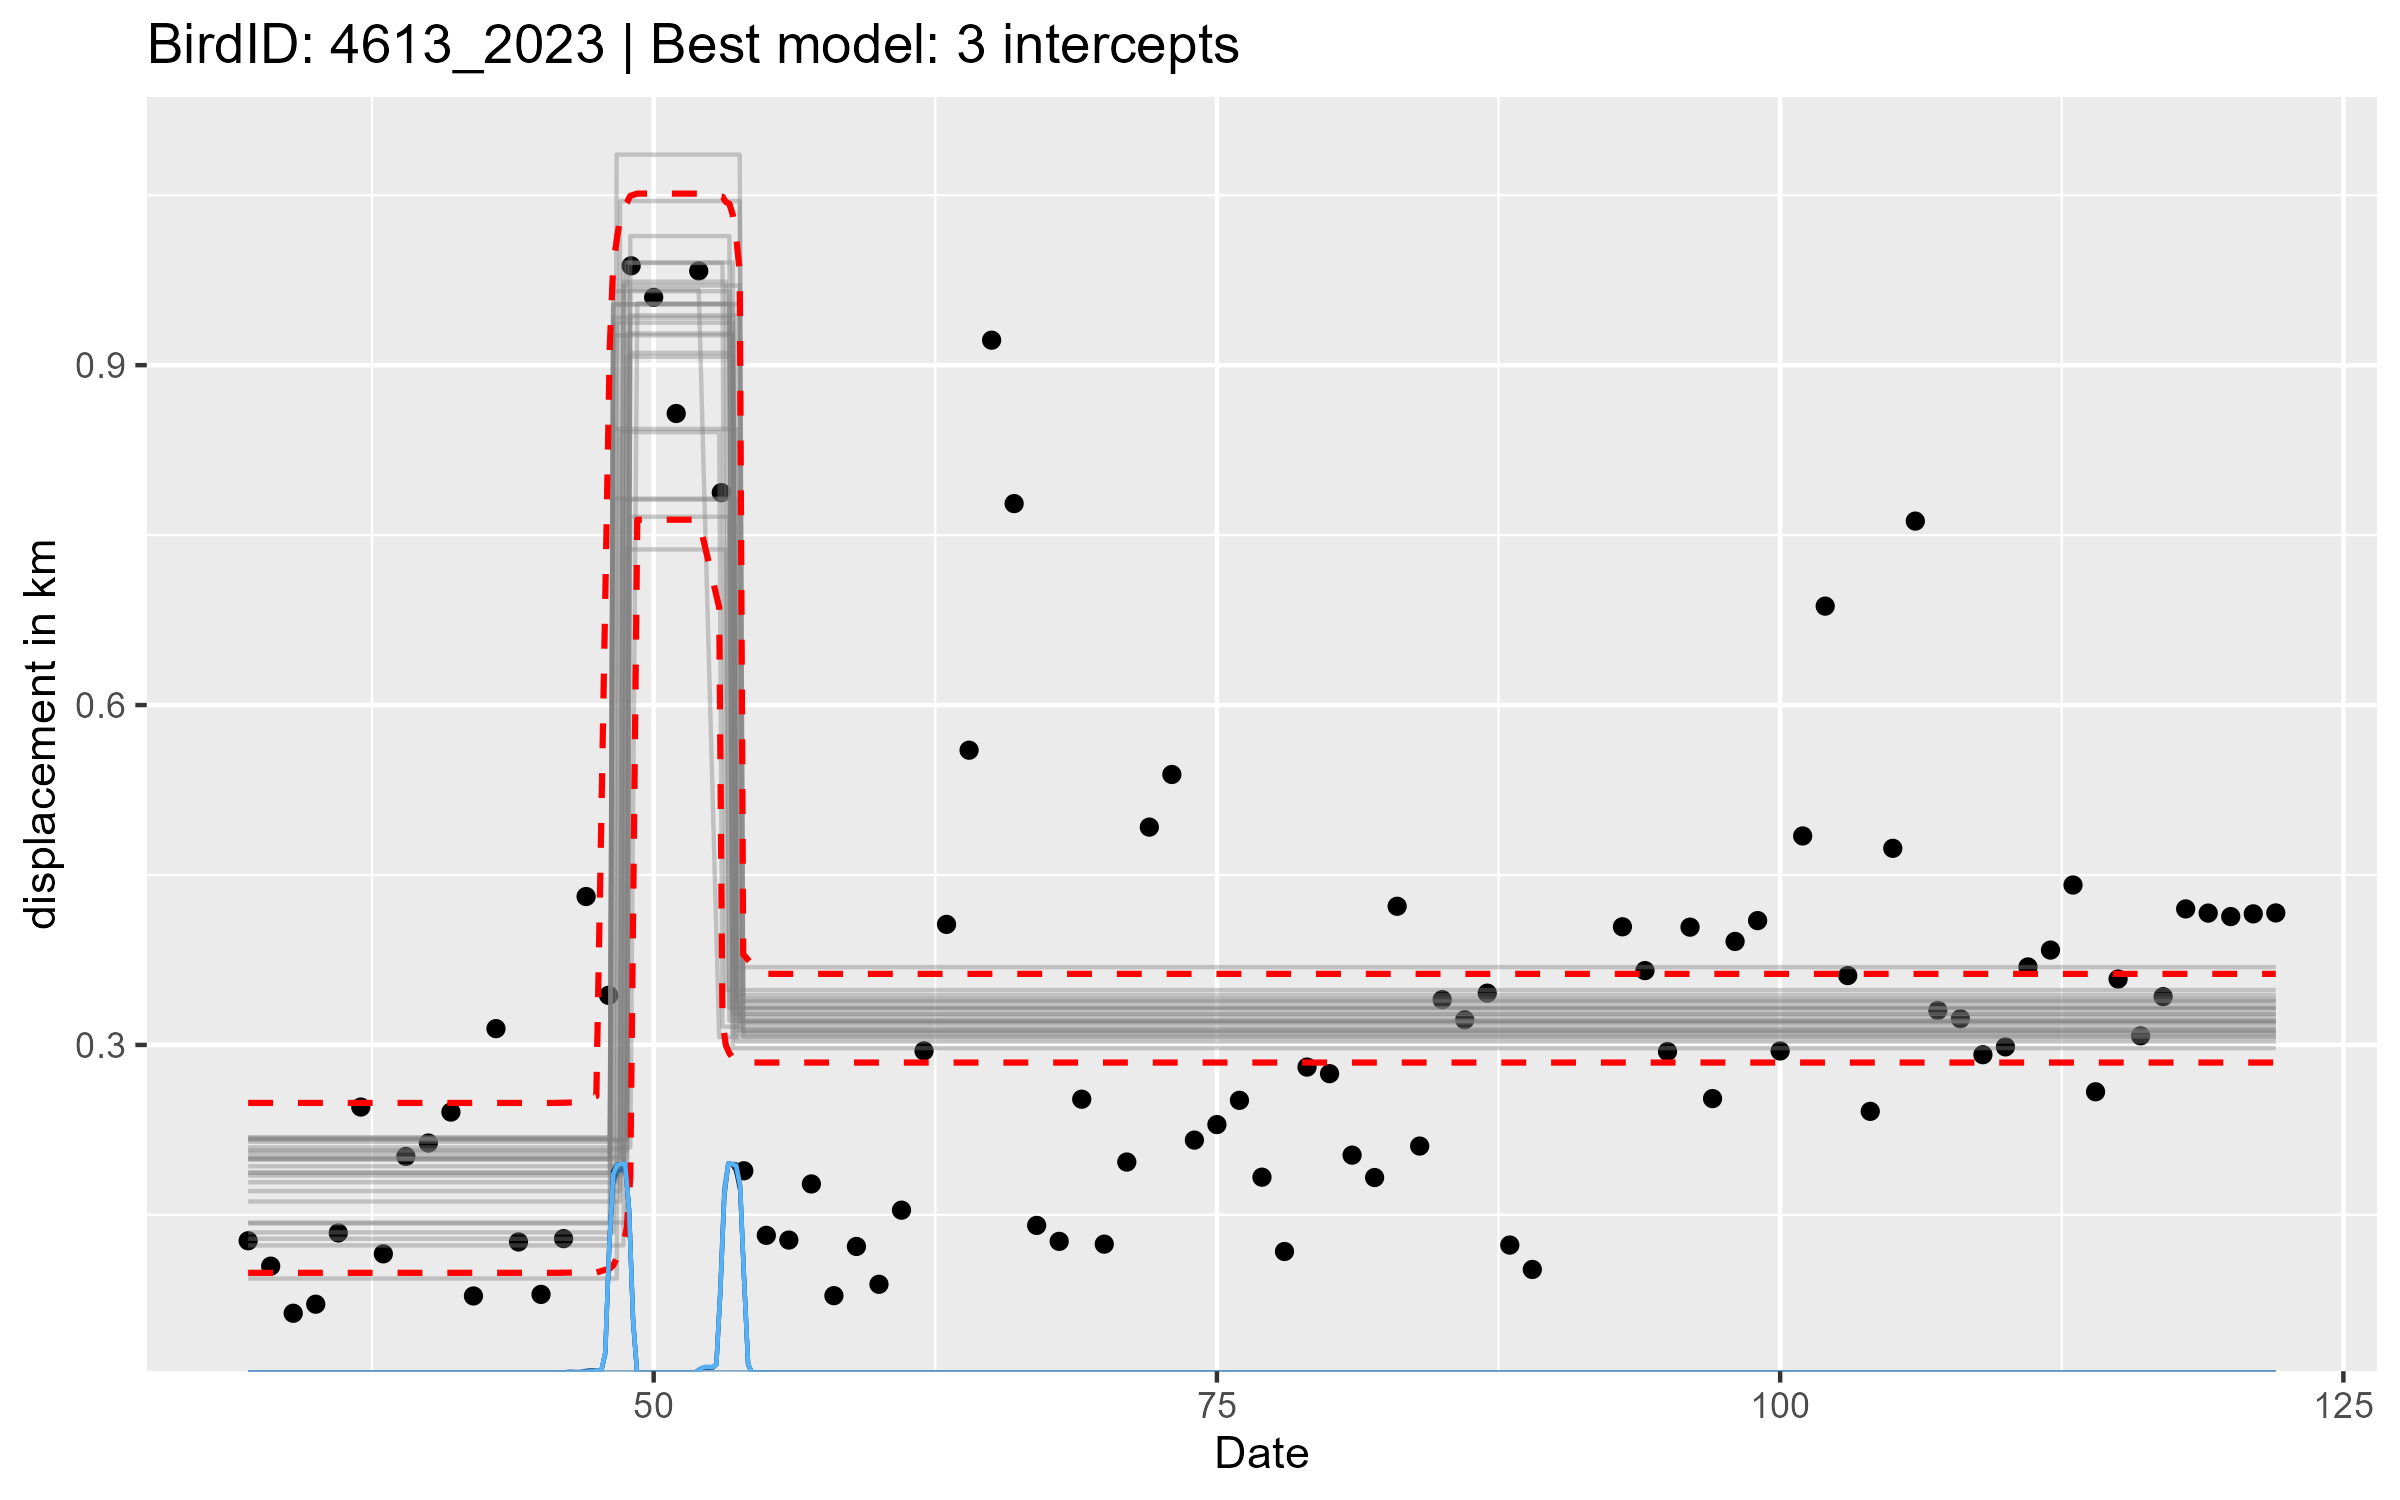 BirdID: 4613_2023 | Best model: 3 intercepts
displacement in km
0.9
0.6
0.3
50
75
100
125
Date